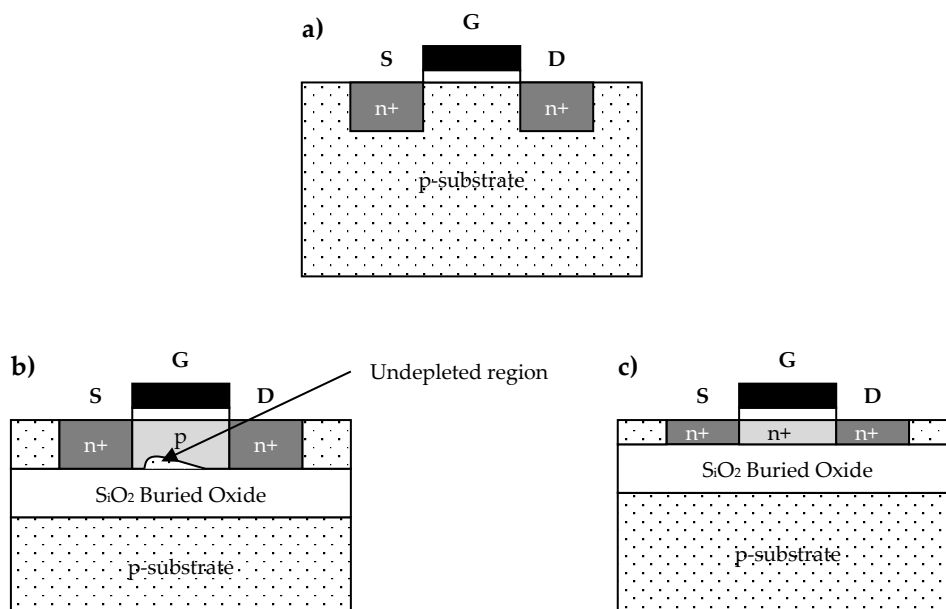 a)
G
S D
n+ n+
p-substrate
b)
G
Undepleted region
S D
n+ p n+
SiO2 Buried Oxide
p-substrate
c)
G
S D
n+ n+ n+
SiO2 Buried Oxide
p-substrate